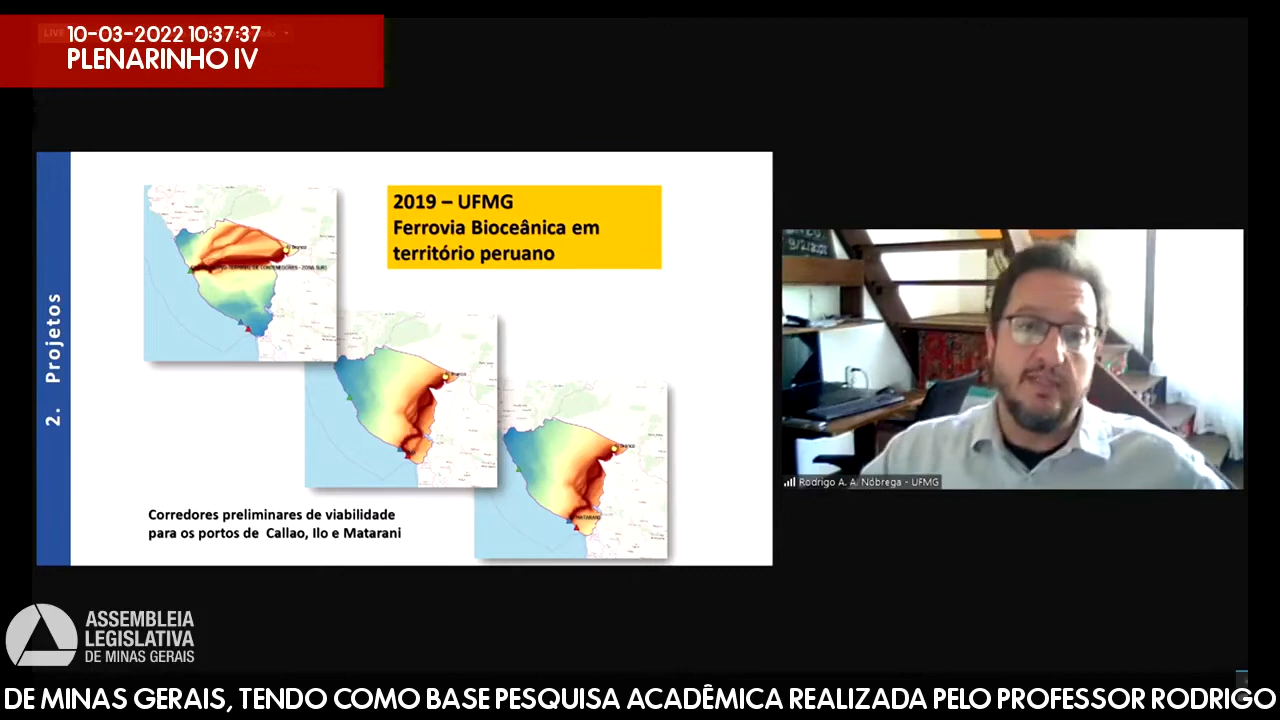 LIVE
10-03-2022 10:37:37
PLENARINHO IV
2. Projetos
2019 – UFMG
Ferrovia Bioceânica em
território peruano
Corredores preliminares de viabilidade
para os portos de Callao, Ilo e Matarani
MATARANI
Rodrigo A. A. Nóbrega - UFMG
ASSEMBLEIA
LEGISLATIVA
DE MINAS GERAIS
DE MINAS GERAIS, TENDO COMO BASE PESQUISA ACADÊMICA REALIZADA PELO PROFESSOR RODRIGO